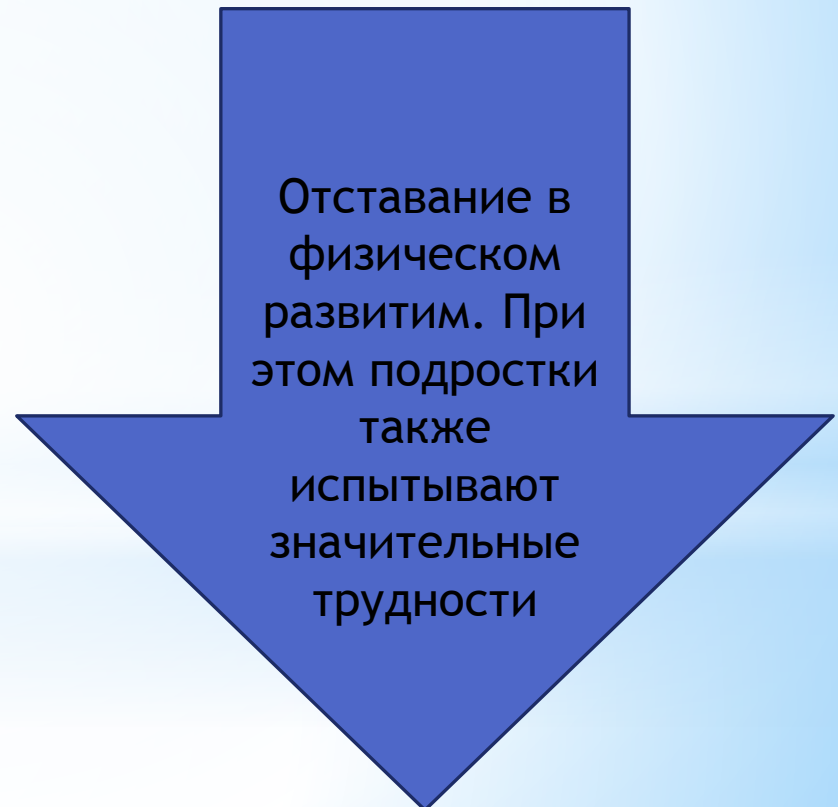 Отставание в
физическом
развитим. При
этом подростки
также
испытывают
значительные
трудности